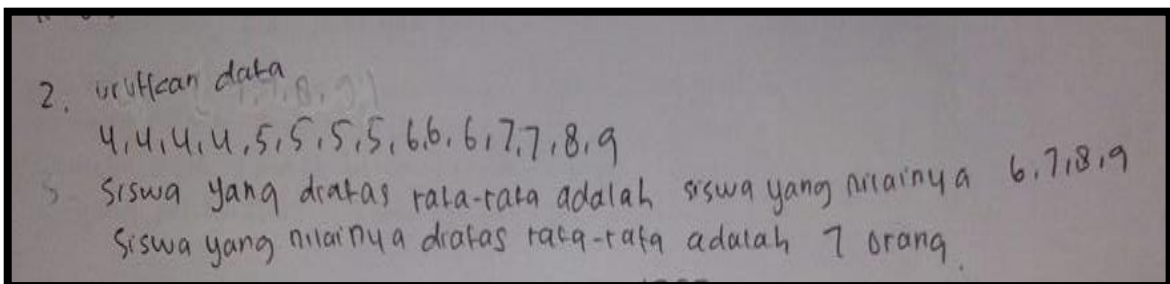 2. urutkan data
4,4,4,4,5,5,5,5,6,6,6,7,7,8,9
Siswa yang diatas rata-rata adalah siswa yang nilainya 6,7,8,9
Siswa yang nilainya diatas rata-rata adalah 7 orang.